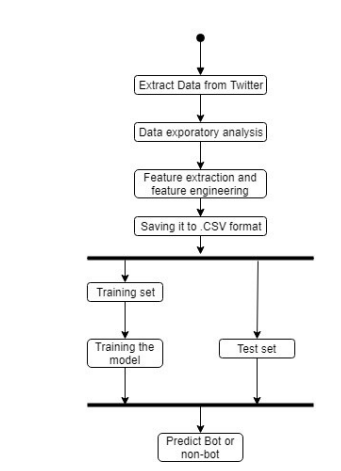 Extract Data from Twitter
Data exporatory analysis
Feature extraction and
feature engineering
Saving it to .CSV format
Training set
Training the
model
Test set
Predict Bot or
non-bot